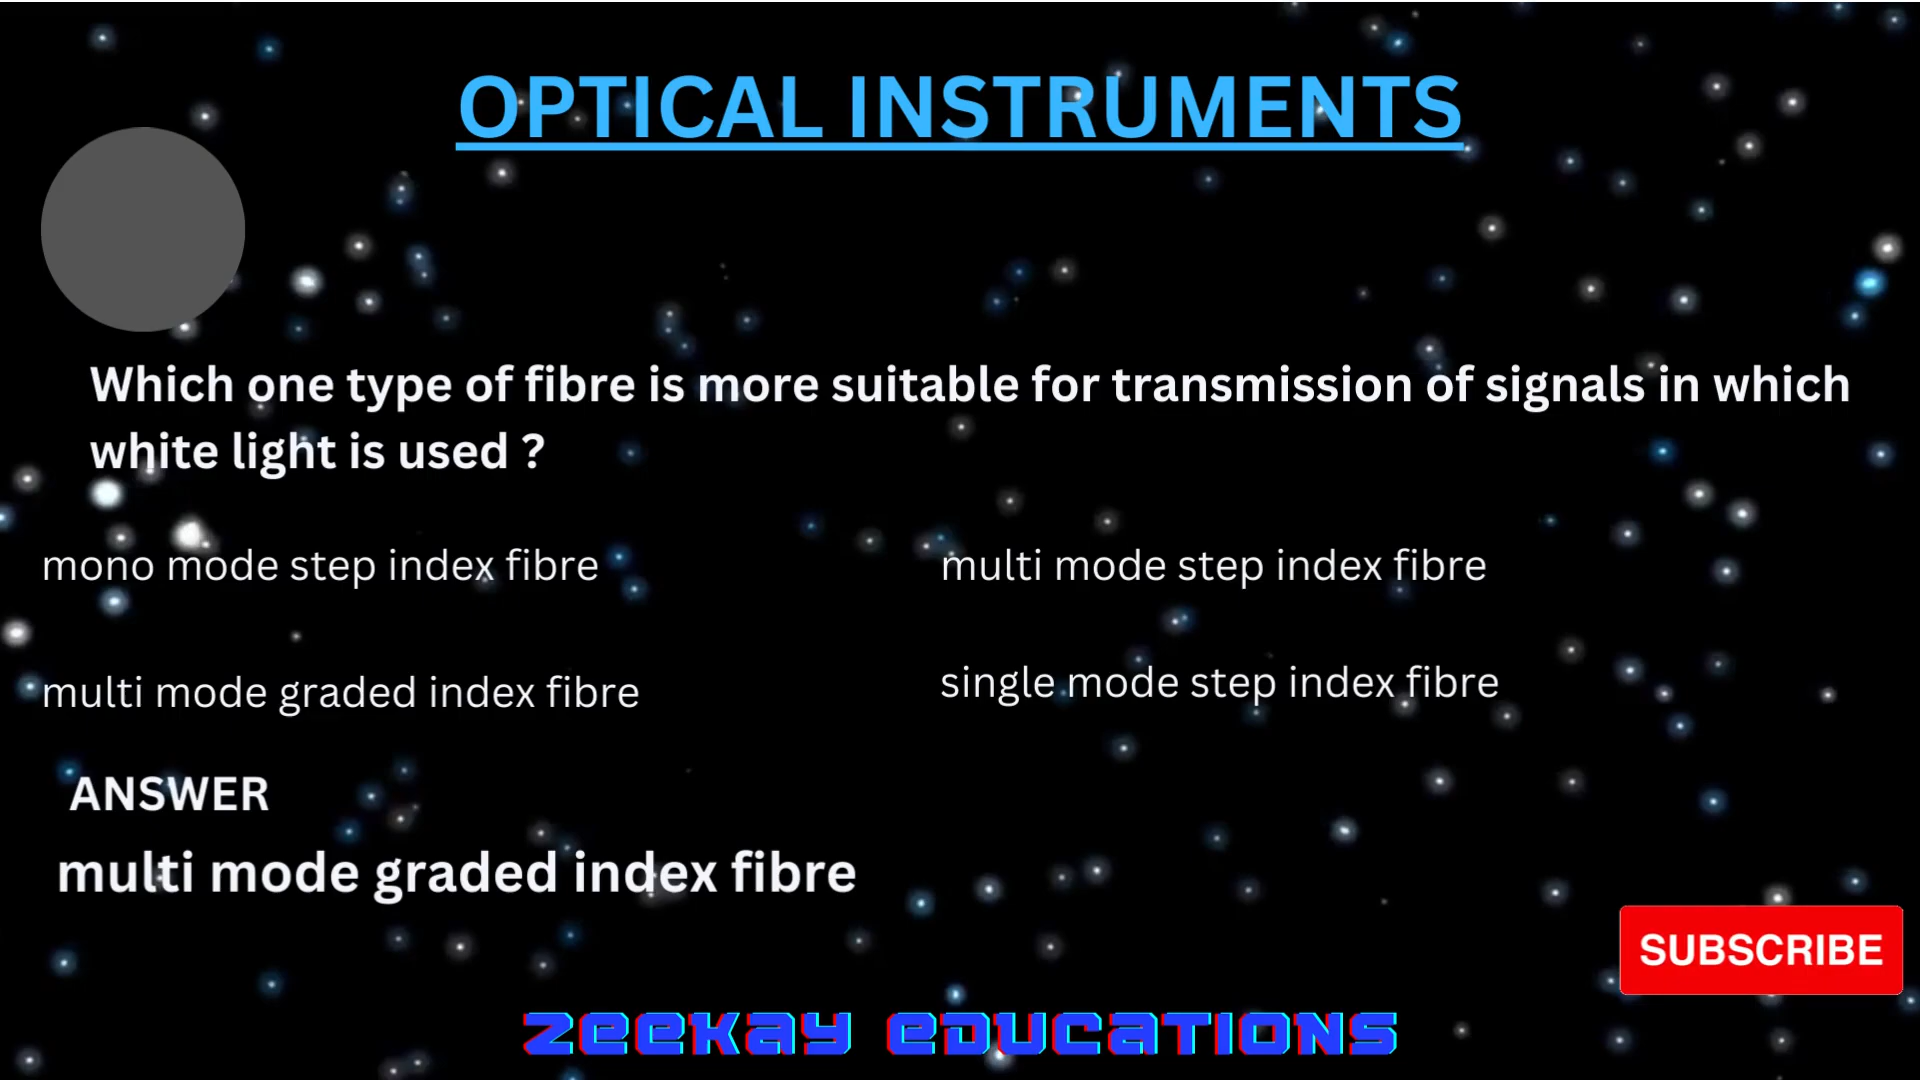 OPTICAL INSTRUMENTS
Which one type of fibre is more suitable for transmission of signals in which
white light is used ?
mono mode step index fibre
multi mode step index fibre
multi mode graded index fibre
single mode step index fibre
ANSWER
multi mode graded index fibre
SUBSCRIBE
ZEEKAY EDUCATIONS